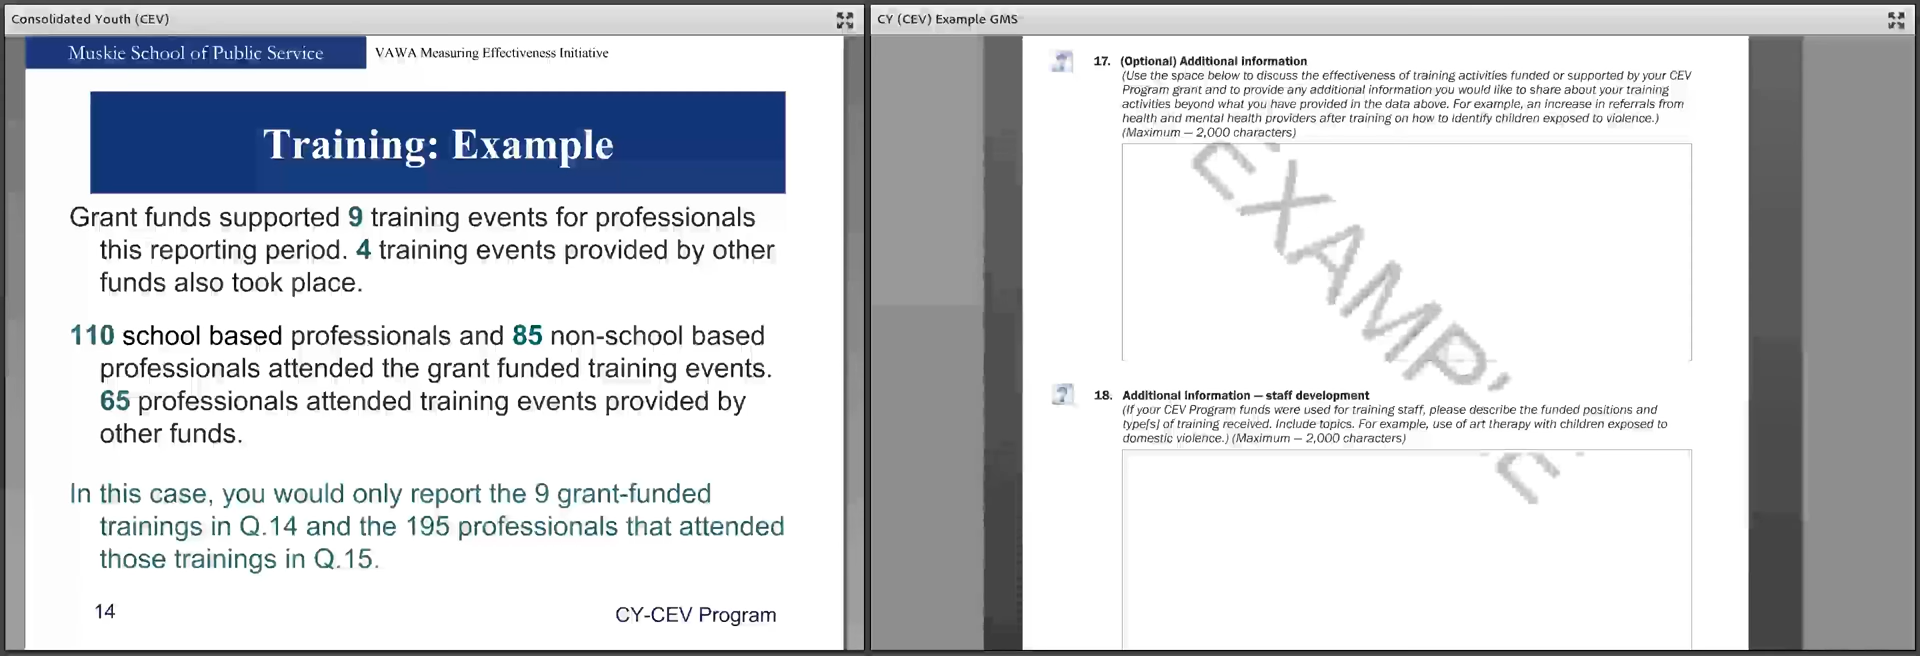 Consolidated Youth (CEV)
Muskie School of Public Service
VAWA Measuring Effectiveness Initiative
Training: Example
Grant funds supported 9 training events for professionals
this reporting period. 4 training events provided by other
funds also took place.
110 school based professionals and 85 non-school based
professionals attended the grant funded training events.
65 professionals attended training events provided by
other funds.
In this case, you would only report the 9 grant-funded
trainings in Q.14 and the 195 professionals that attended
those trainings in Q.15.
14
CY-CEV Program
CY (CEV) Example GMS
17. (Optional) Additional information
(Use the space below to discuss the effectiveness of training activities funded or supported by your CEV
Program grant and to provide any additional information you would like to share about your training
activities beyond what you have provided in the data above. For example, an increase in referrals from
health and mental health providers after training on how to identify children exposed to violence.)
(Maximum — 2,000 characters)
?
18. Additional information — staff development
(If your CEV Program funds were used for training staff, please describe the funded positions and
type[s] of training received. Include topics. For example, use of art therapy with children exposed to
domestic violence.) (Maximum — 2,000 characters)